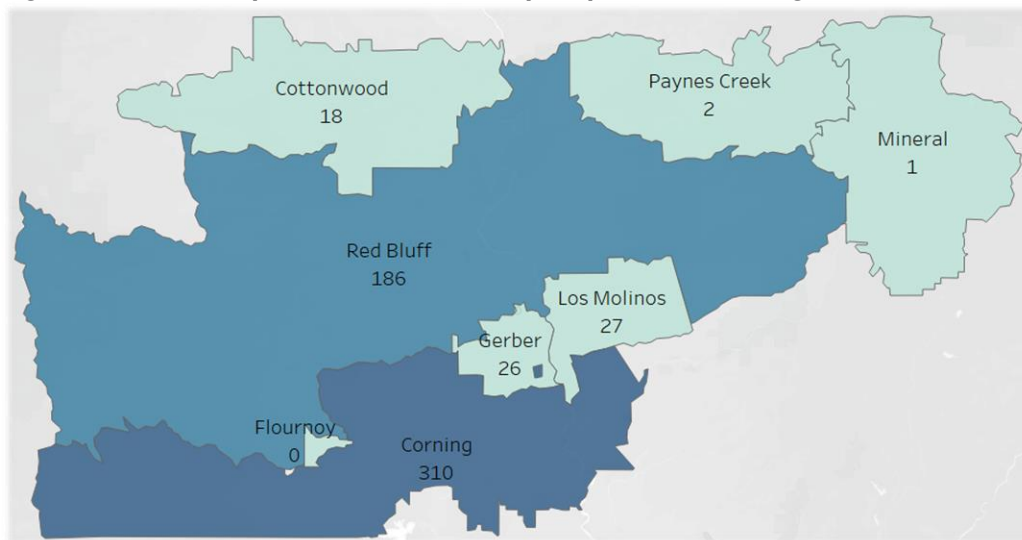 Cottonwood
18
Paynes Creek
2
Mineral
1
Red Bluff
186
Los Molinos
27
Gerber
26
Flournoy
0
Corning
310